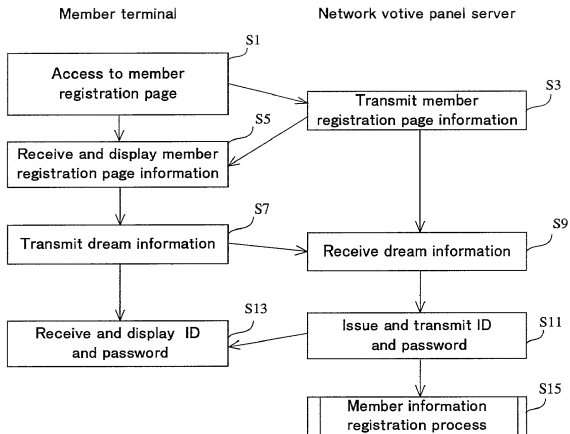 Member terminal
Network votive panel server
S1
Access to member
registration page
S3
Transmit member
registration page information
S5
Receive and display member
registration page information
S7
Transmit dream information
S9
Receive dream information
S13
Receive and display ID
and password
S11
Issue and transmit ID
and password
S15
Member information
registration process